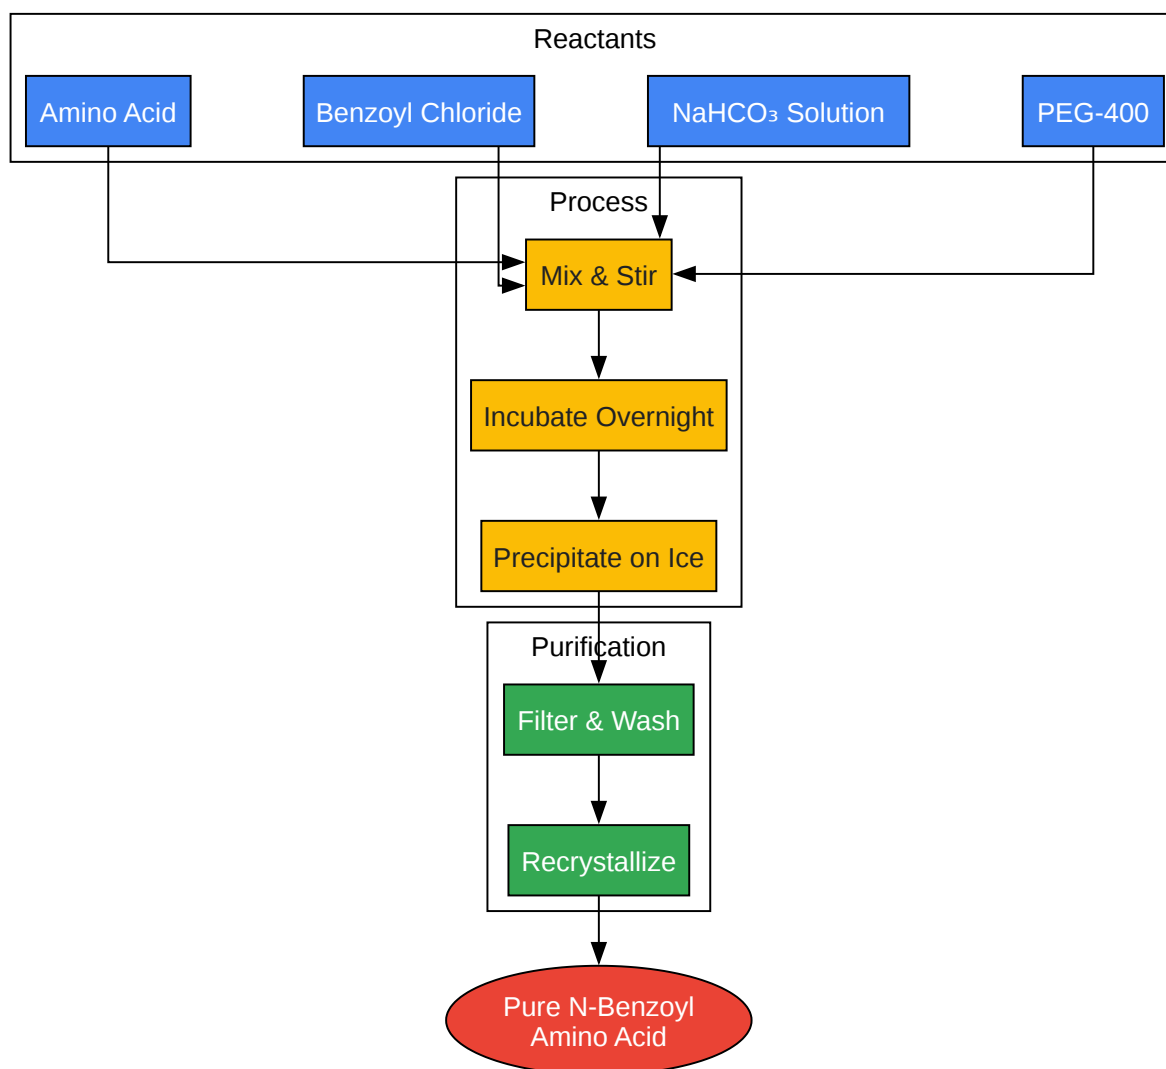 Reactants
Amino Acid
Benzoyl Chloride
NaHCO₃ Solution
PEG-400
Process
Mix & Stir
Incubate Overnight
Precipitate on Ice
Purification
Filter & Wash
Recrystallize
Pure N-Benzoyl
Amino Acid